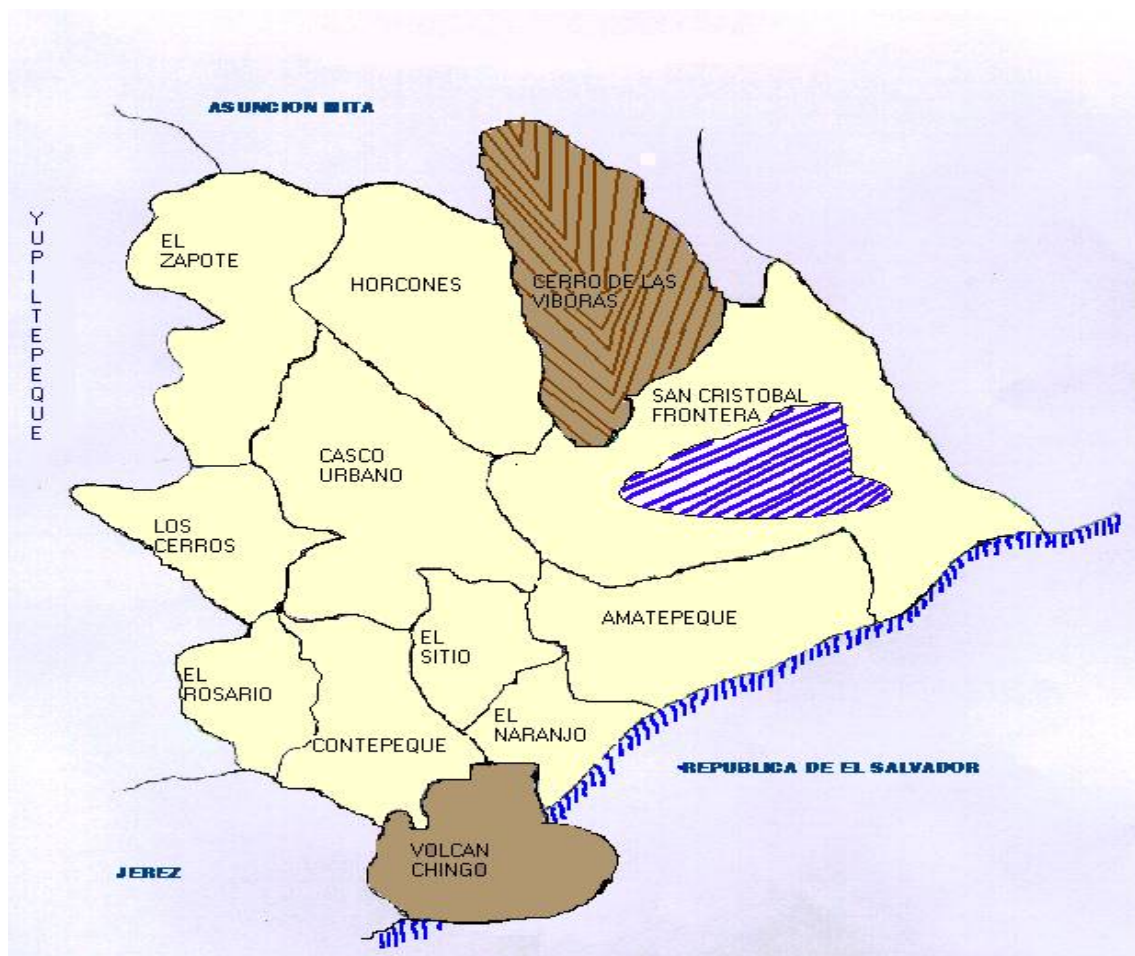 ASUNCION MITA
YUPILTEPEQUE
EL
ZAPOTE
HORCONES
CERRO DE LAS
VIBORAS
SAN CRISTOBAL
FRONTERA
CASCO
URBANO
LOS
CERROS
AMATEPEQUE
EL
SITIO
EL
ROSARIO
EL
NARANJO
CONTEPEQUE
REPUBLICA DE EL SALVADOR
VOLCAN
CHINGO
JEREZ